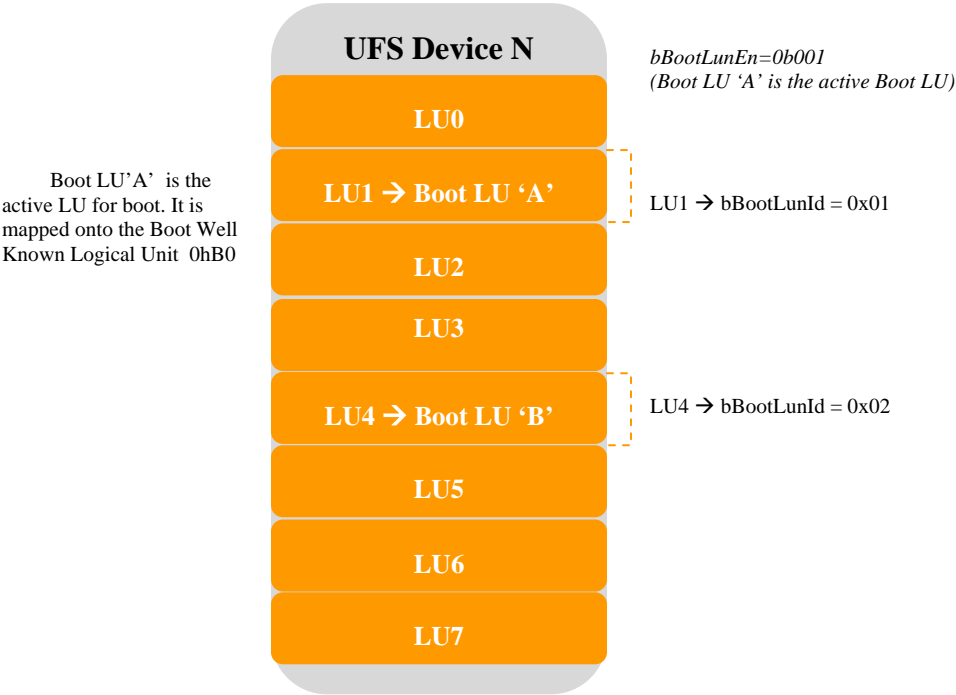 UFS Device N
bBootLunEn=0b001
(Boot LU ‘A’ is the active Boot LU)
LU0
Boot LU’A’ is the
active LU for boot. It is
mapped onto the Boot Well
Known Logical Unit 0hB0
LU1 → Boot LU ‘A’
LU1 → bBootLunId = 0x01
LU2
LU3
LU4 → Boot LU ‘B’
LU4 → bBootLunId = 0x02
LU5
LU6
LU7